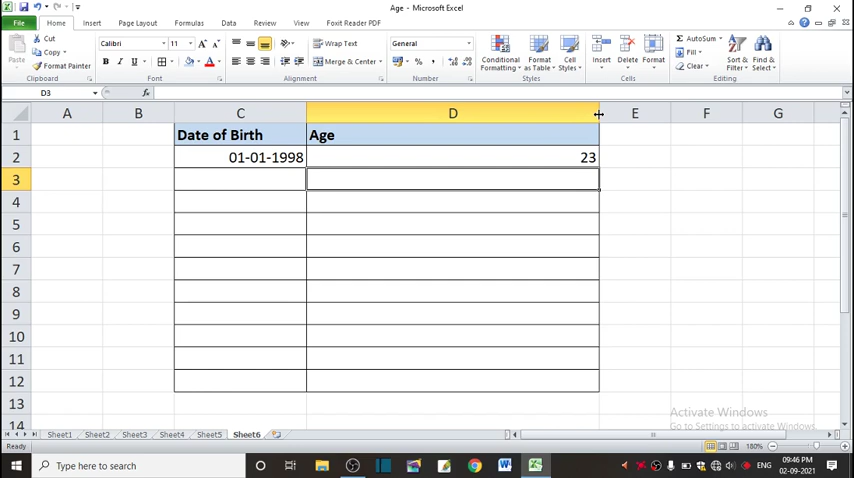 Age - Microsoft Excel
File Home Insert Page Layout Formulas Data Review View Foxit Reader PDF
Paste
Cut
Copy
Format Painter
Clipboard
Calibri 11
B I U
Font
Wrap Text
Merge & Center
Alignment
General
%
Number
Conditional Formatting
Format as Table
Cell Styles
Styles
Insert
Delete
Format
Cells
Σ AutoSum
Fill
Clear
Sort & Filter
Find & Select
Editing
D3 fx
A B C D E F G
1 Date of Birth Age
2 01-01-1998 23
3
4
5
6
7
8
9
10
11
12
13
14
Activate Windows
Go to Settings to activate Windows.
Sheet1 Sheet2 Sheet3 Sheet4 Sheet5 Sheet6
Ready 180%
Type here to search
ENG
09:46 PM
02-09-2021